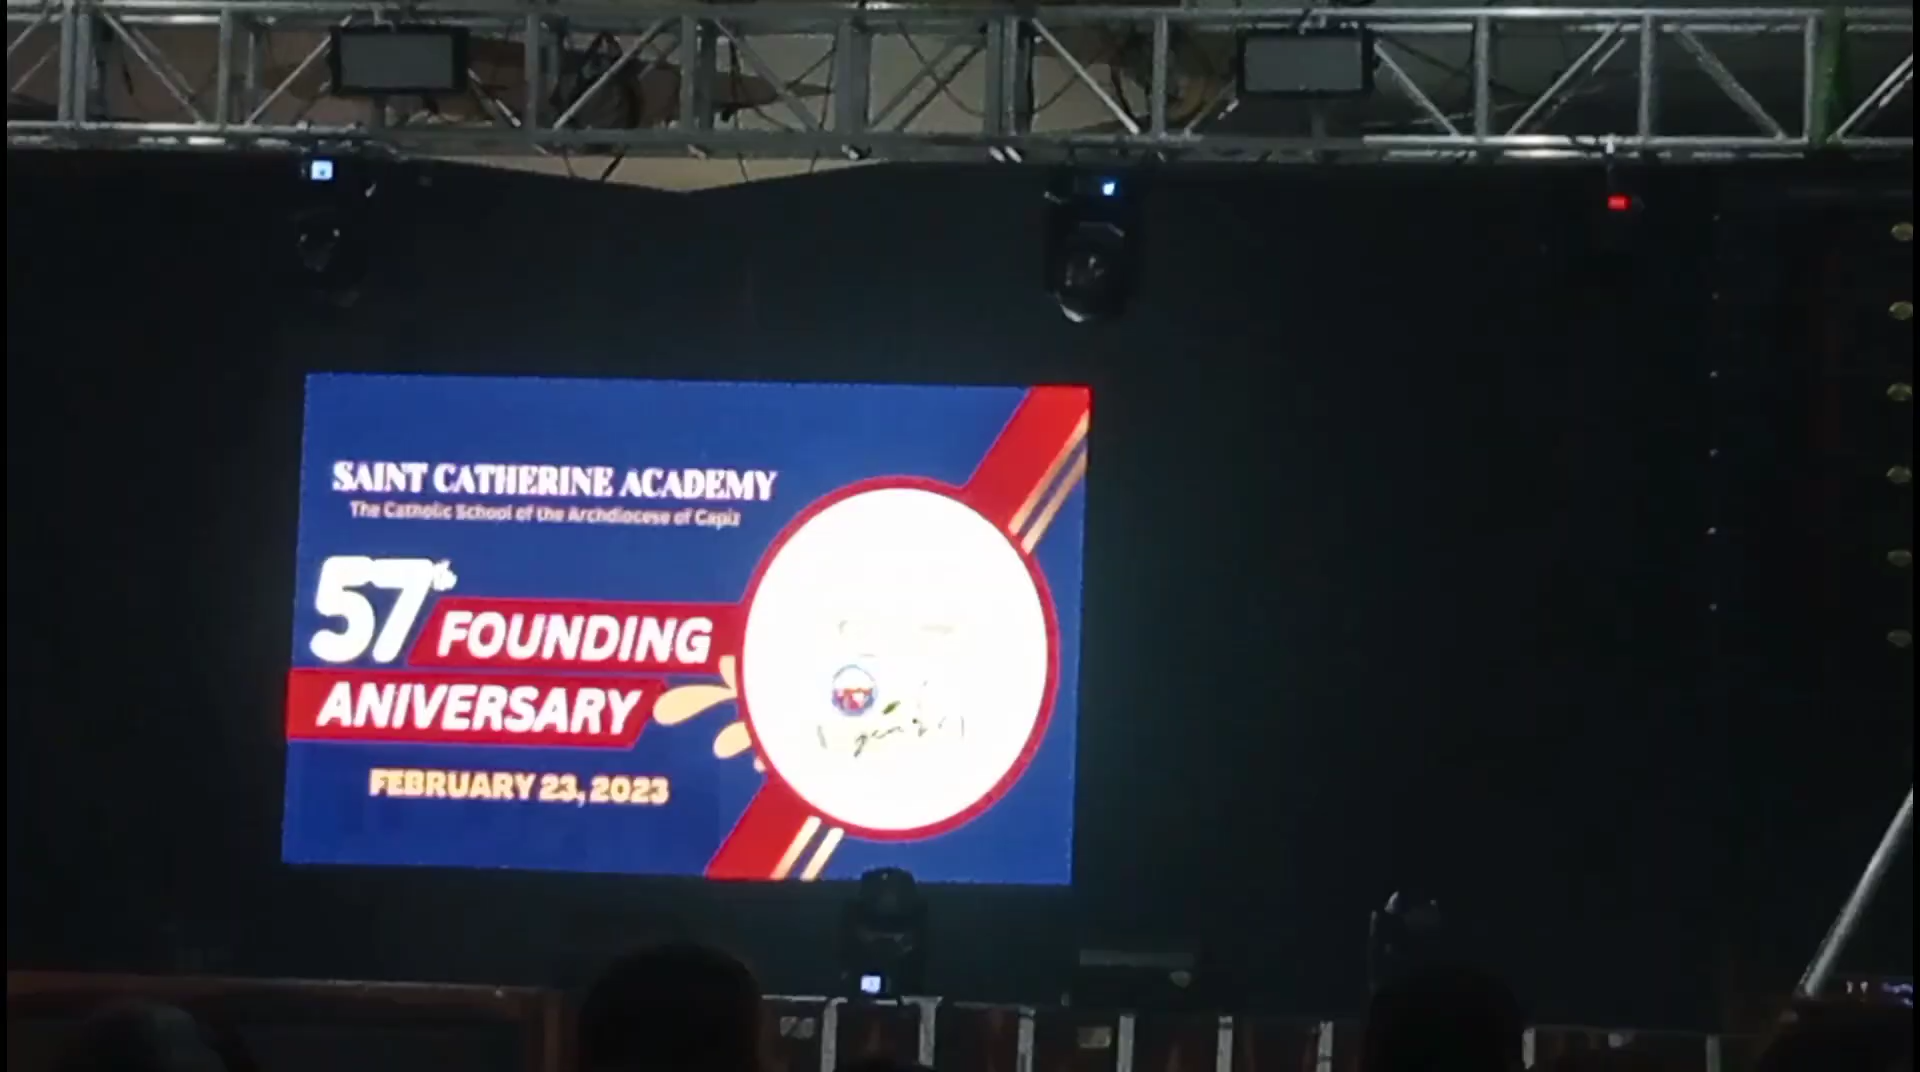 SAINT CATHERINE ACADEMY
The Catholic School of the Archdiocese of Capiz
57th FOUNDING
ANIVERSARY
FEBRUARY 23, 2023